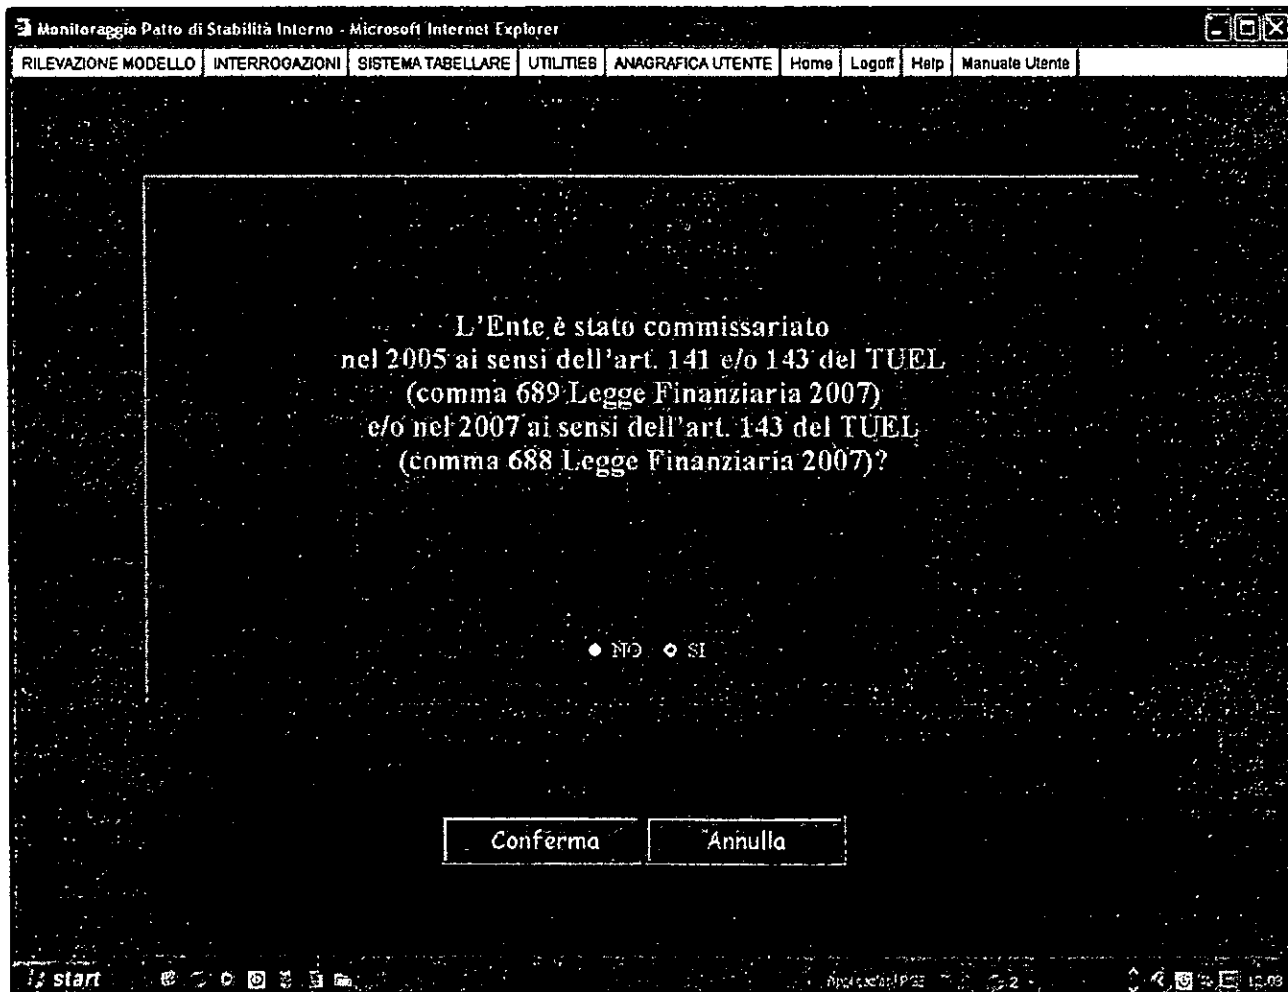 Monitoraggio Patto di Stabilità Interno - Microsoft Internet Explorer
RILEVAZIONE MODELLO INTERROGAZIONI SISTEMA TABELLARE UTILITIES ANAGRAFICA UTENTE Home Logoff Help Manuale Utente
L'Ente è stato commissariato
nel 2005 ai sensi dell'art. 141 e/o 143 del TUEL
(comma 689 Legge Finanziaria 2007)
e/o nel 2007 ai sensi dell'art. 143 del TUEL
(comma 688 Legge Finanziaria 2007)?
NO SI
Conferma Annulla
start 2